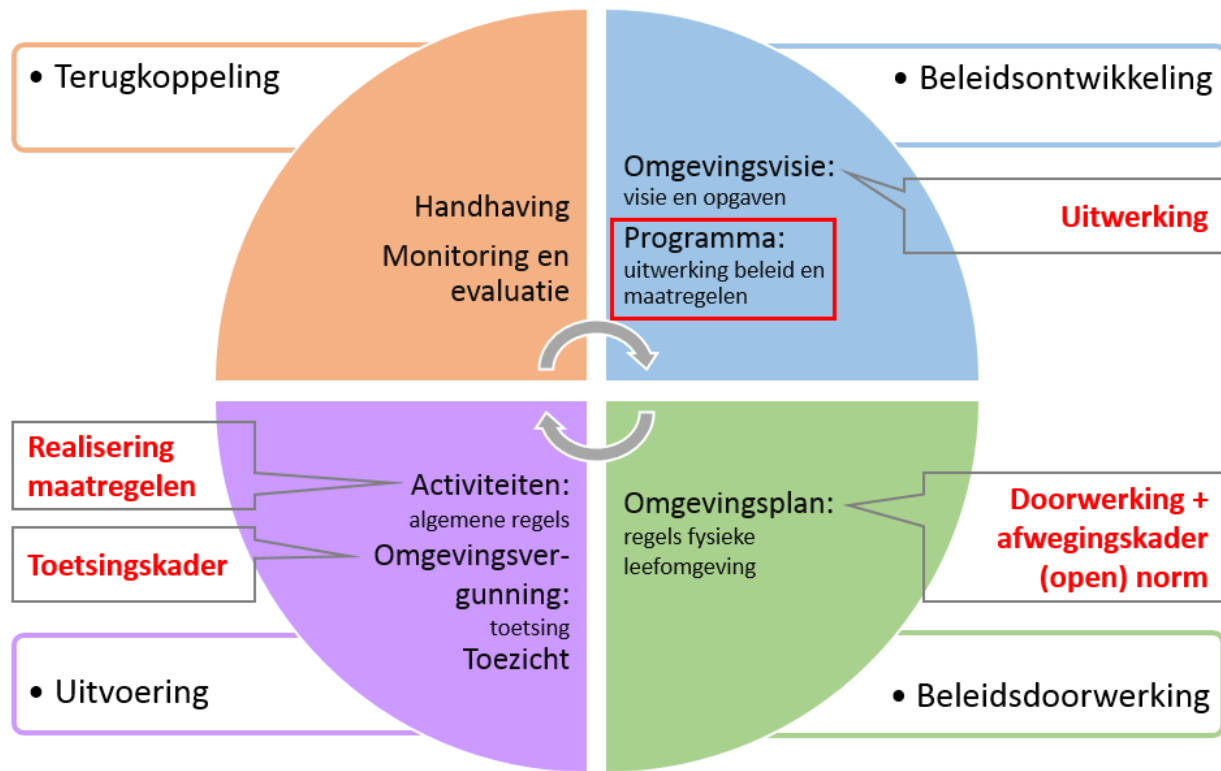 • Terugkoppeling
Handhaving
Monitoring en
evaluatie
• Beleidsontwikkeling
Omgevingsvisie:
visie en opgaven
Uitwerking
Programma:
uitwerking beleid en
maatregelen
Realisering
maatregelen
Toetsingskader
Activiteiten:
algemene regels
Omgevingsver-
gunning:
toetsing
Toezicht
• Uitvoering
Omgevingsplan:
regels fysieke
leefomgeving
Doorwerking +
afwegingskader
(open) norm
• Beleidsdoorwerking